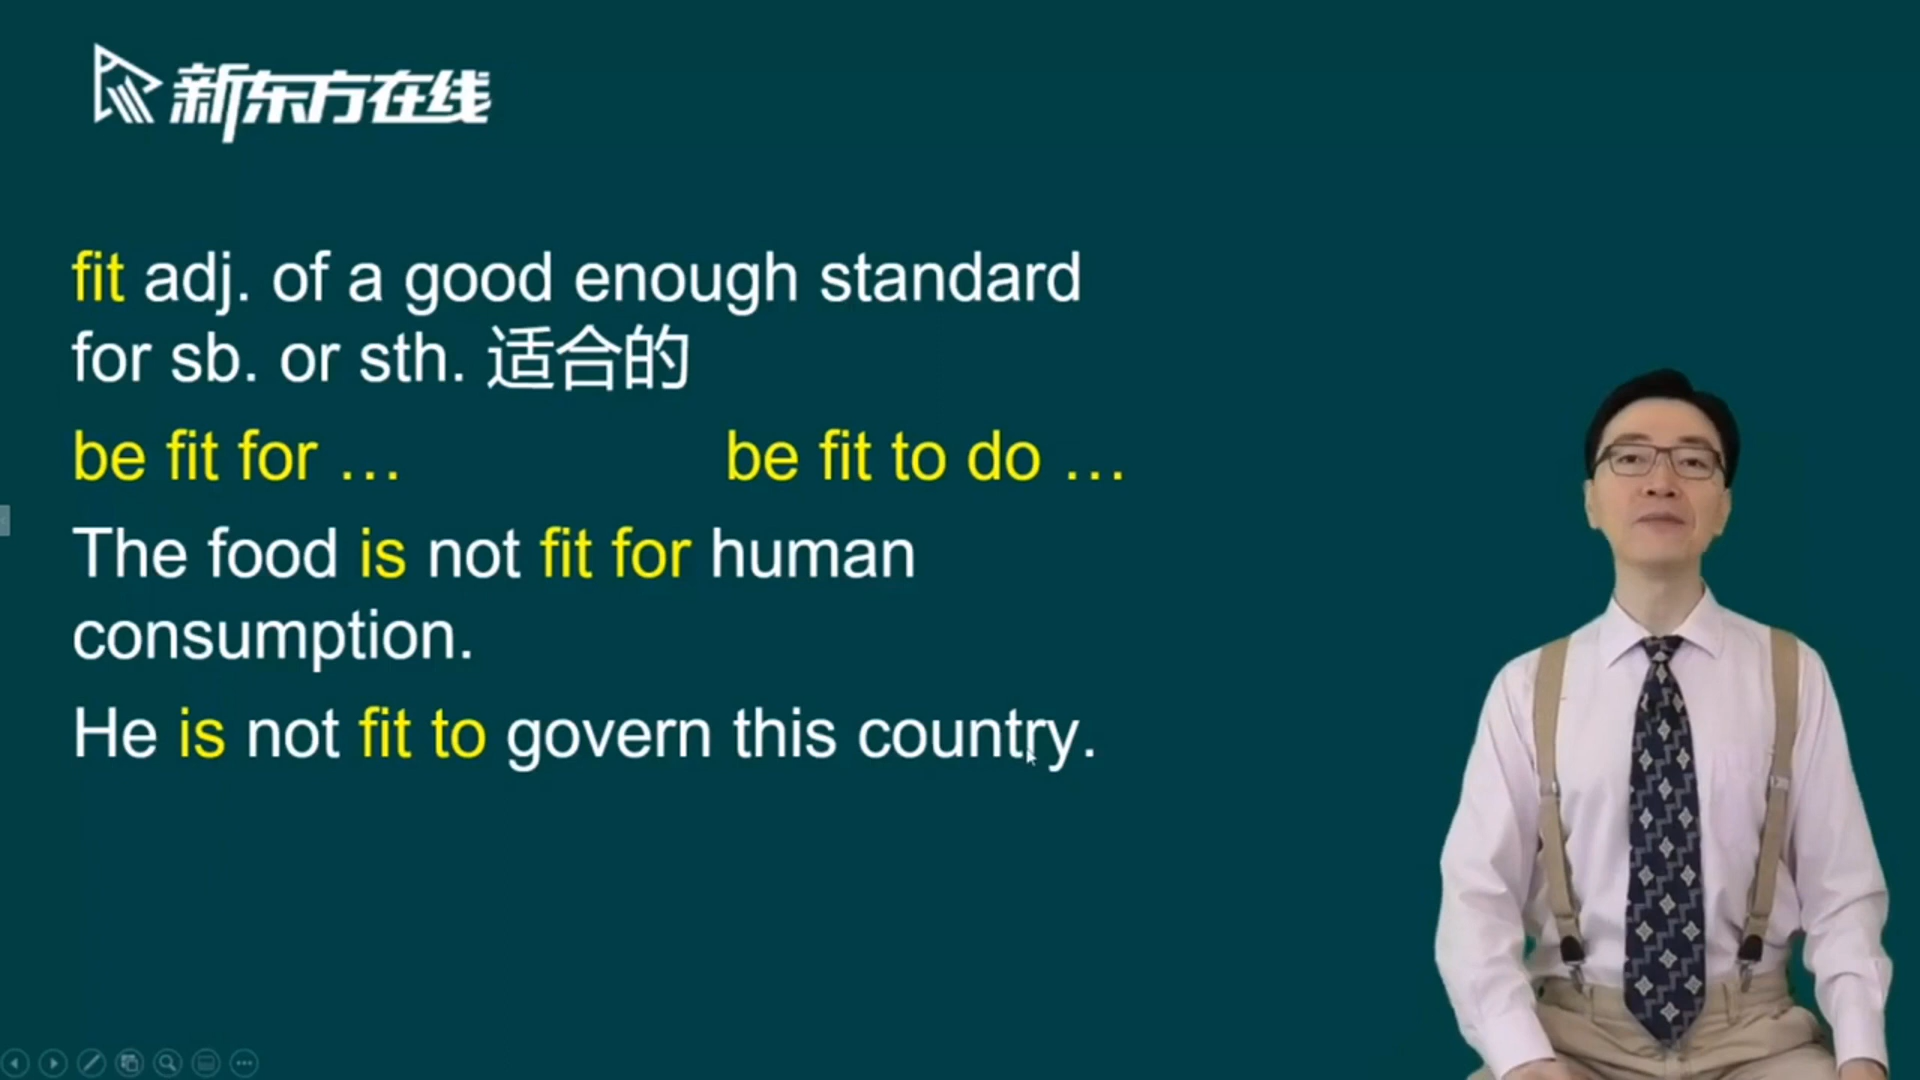 新东方在线
fit adj. of a good enough standard
for sb. or sth. 适合的
be fit for … be fit to do …
The food is not fit for human
consumption.
He is not fit to govern this country.